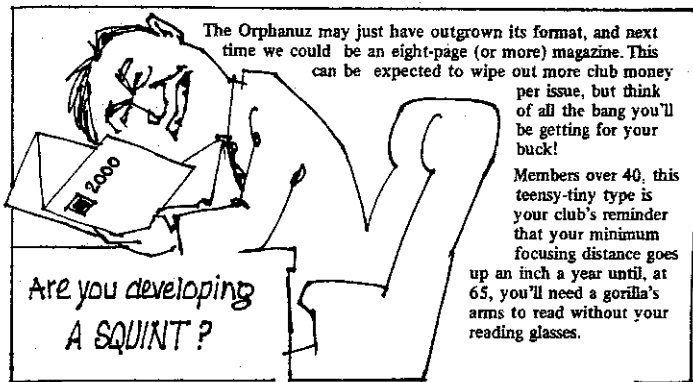 The Orphanuz may just have outgrown its format, and next
time we could be an eight-page (or more) magazine. This
can be expected to wipe out more club money
per issue, but think
of all the bang you'll
be getting for your
buck!
Members over 40, this
teensy-tiny type is
your club's reminder
that your minimum
focusing distance goes
up an inch a year until, at
65, you'll need a gorilla's
arms to read without your
reading glasses.
2000
Are you developing
A SQUINT?